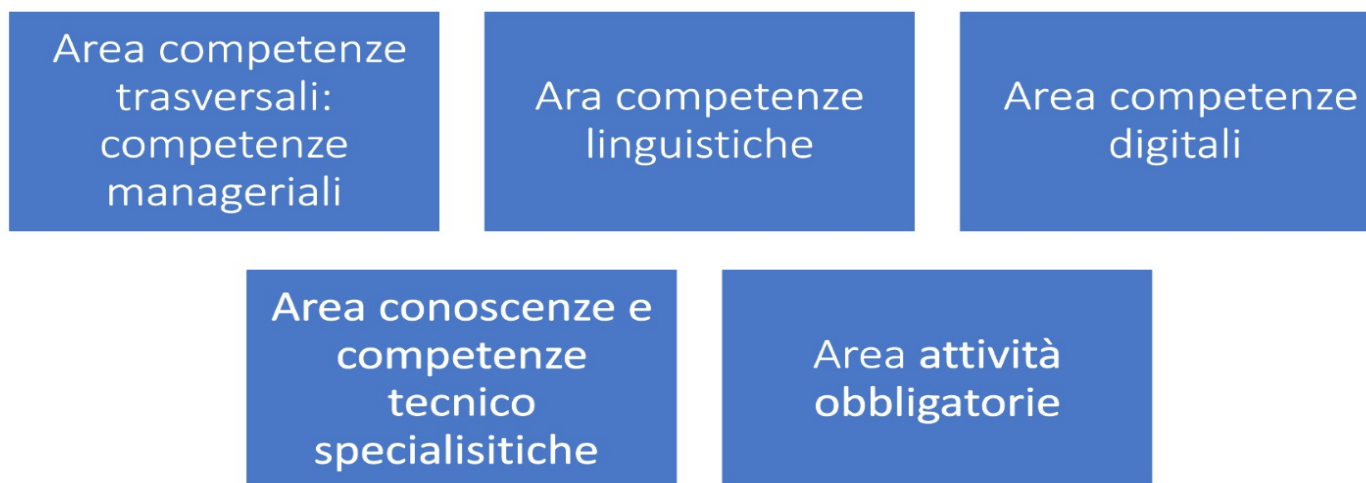 Area competenze
trasversali:
competenze
manageriali
Ara competenze
linguistiche
Area competenze
digitali
Area conoscenze e
competenze
tecnico
specialisitiche
Area attività
obbligatorie